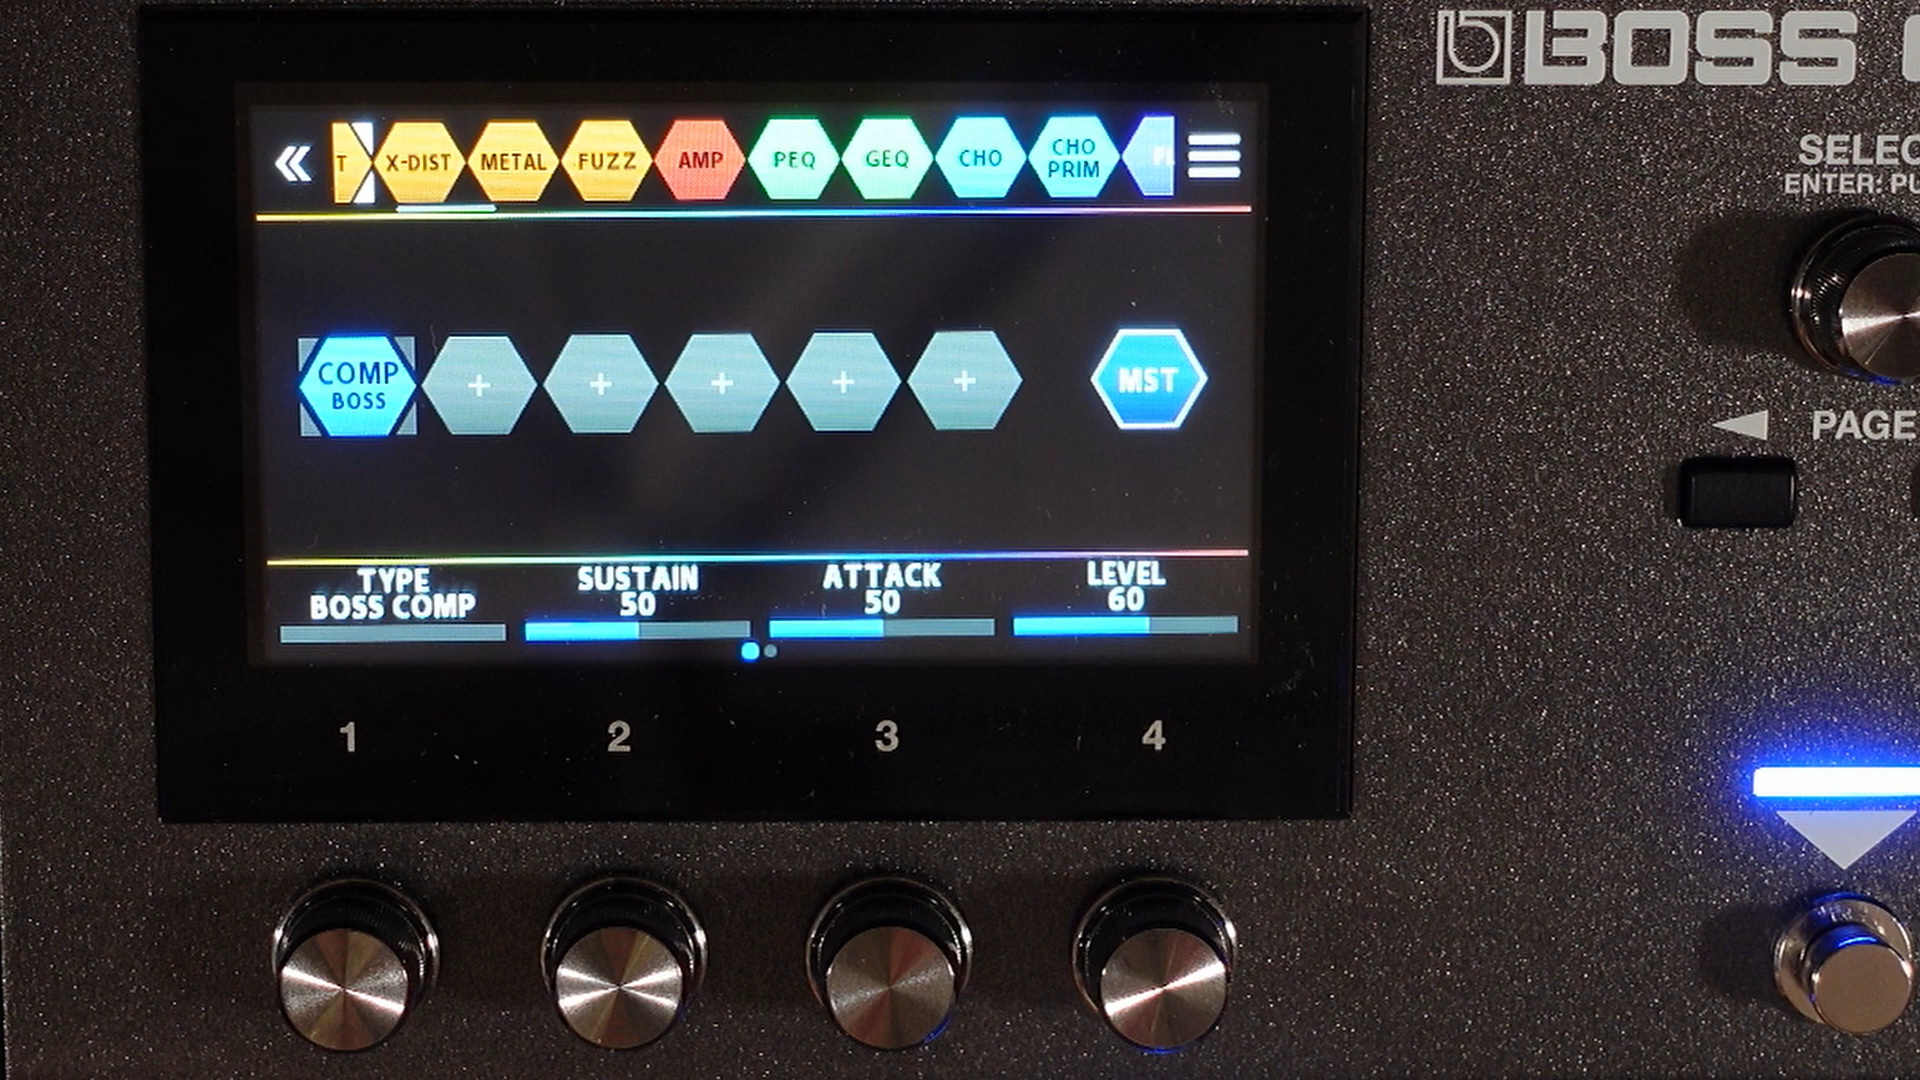 BOSS
SELEC
ENTER: PU
T X-DIST METAL FUZZ AMP PEQ GEQ CHO CHO PRIM
COMP
BOSS
+ + + + +
MST
PAGE
TYPE SUSTAIN ATTACK LEVEL
BOSS COMP 50 50 60
1 2 3 4